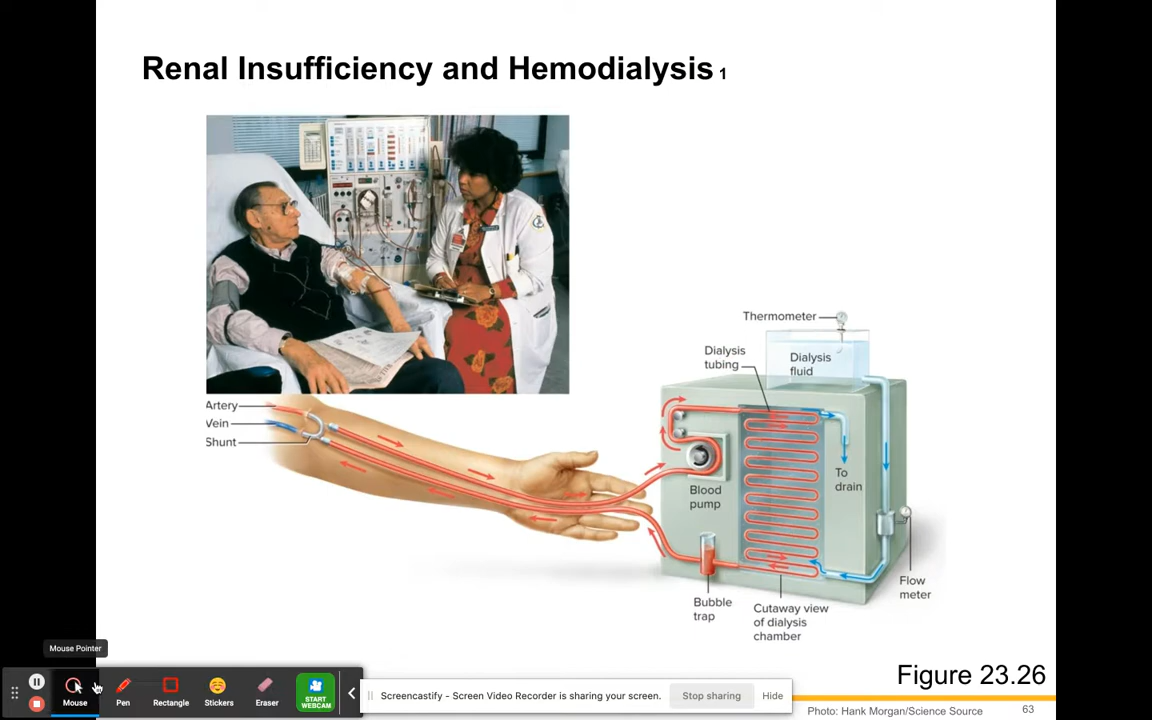 Renal Insufficiency and Hemodialysis 1
Thermometer
Dialysis
tubing
Dialysis
fluid
Artery
Vein
Shunt
To
drain
Blood
pump
Flow
meter
Bubble
trap
Cutaway view
of dialysis
chamber
Figure 23.26
Photo: Hank Morgan/Science Source
63
Mouse Pointer
Mouse
Pen
Rectangle
Stickers
Eraser
START
WEBCAM
Screencastify - Screen Video Recorder is sharing your screen.
Stop sharing
Hide